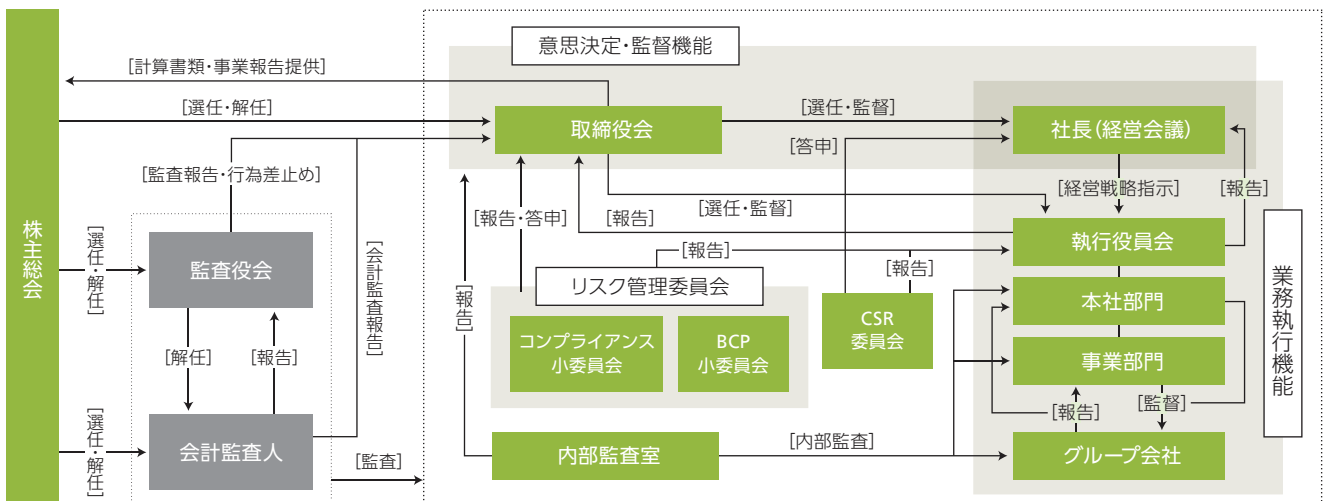 意思決定・監督機能
[計算書類・事業報告提供]
[選任・解任]
取締役会
[選任・監督]
社長(経営会議)
[答申]
[監査報告・行為差止め]
[経営戦略指示]
[報告]
[報告・答申]
[報告]
[選任・監督]
株主総会
[選任・解任]
監査役会
[会計監査報告]
[報告]
執行役員会
[報告]
[報告]
リスク管理委員会
本社部門
業務執行機能
コンプライアンス
小委員会
BCP
小委員会
CSR
委員会
[解任]
[報告]
事業部門
[報告]
[監督]
[選任・解任]
会計監査人
[監査]
内部監査室
[内部監査]
グループ会社